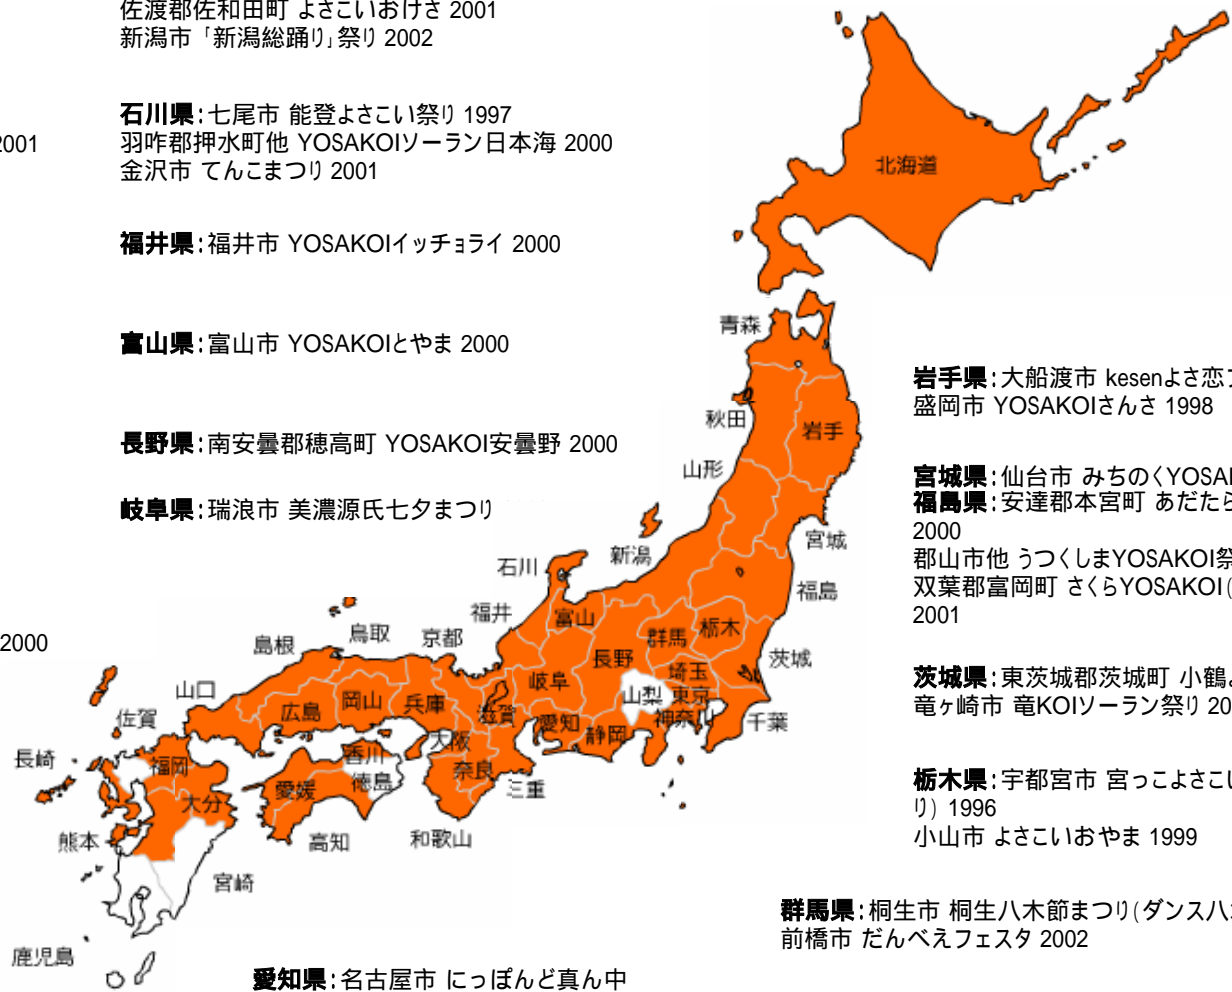 佐渡郡佐和田町 よさこいおけさ 2001
新潟市「新潟総踊り」祭り 2002
石川県:七尾市 能登よさこい祭り 1997
羽咋郡押水町他 YOSAKOIソーラン日本海 2000
金沢市 てんこまつり 2001
2001
福井県:福井市 YOSAKOIイッチョライ 2000
富山県:富山市 YOSAKOIとやま 2000
長野県:南安曇郡穂高町 YOSAKOI安曇野 2000
岐阜県:瑞浪市 美濃源氏七夕まつり
2000
北海道
青森
秋田
岩手
山形
宮城
新潟
福島
石川
福井
富山
群馬
栃木
茨城
長野
埼玉
岐阜
山梨
東京
神奈川
千葉
愛知
静岡
島根
鳥取
京都
山口
広島
岡山
兵庫
滋賀
大阪
奈良
三重
和歌山
香川
徳島
愛媛
高知
佐賀
長崎
福岡
大分
熊本
宮崎
鹿児島
岩手県:大船渡市 kesenよさ恋
盛岡市 YOSAKOIさんさ 1998
宮城県:仙台市 みちのくYOSA
福島県:安達郡本宮町 あだたら
2000
郡山市他 うつくしまYOSAKOI祭
双葉郡富岡町 さくらYOSAKOI(
2001
茨城県:東茨城郡茨城町 小鶴
竜ヶ崎市 竜KOIソーラン祭り 20
栃木県:宇都宮市 宮っこよさこい
り) 1996
小山市 よさこいおやま 1999
群馬県:桐生市 桐生八木節まつり(ダンス八
前橋市 だんべえフェスタ 2002
愛知県:名古屋市 にっぽんど真ん中